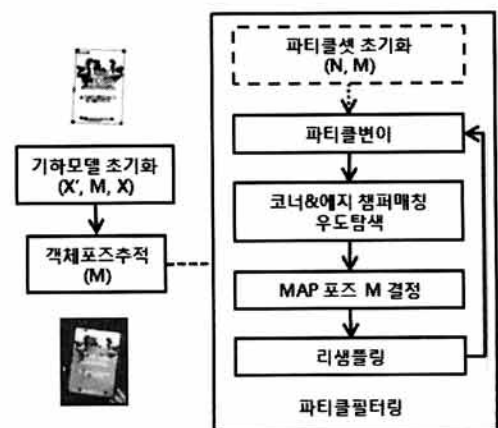 기하모델 초기화
(X', M, X)
객체포즈추적
(M)
파티클셋 초기화
(N, M)
파티클변이
코너&에지 챔퍼매칭
우도탐색
MAP 포즈 M 결정
리샘플링
파티클필터링